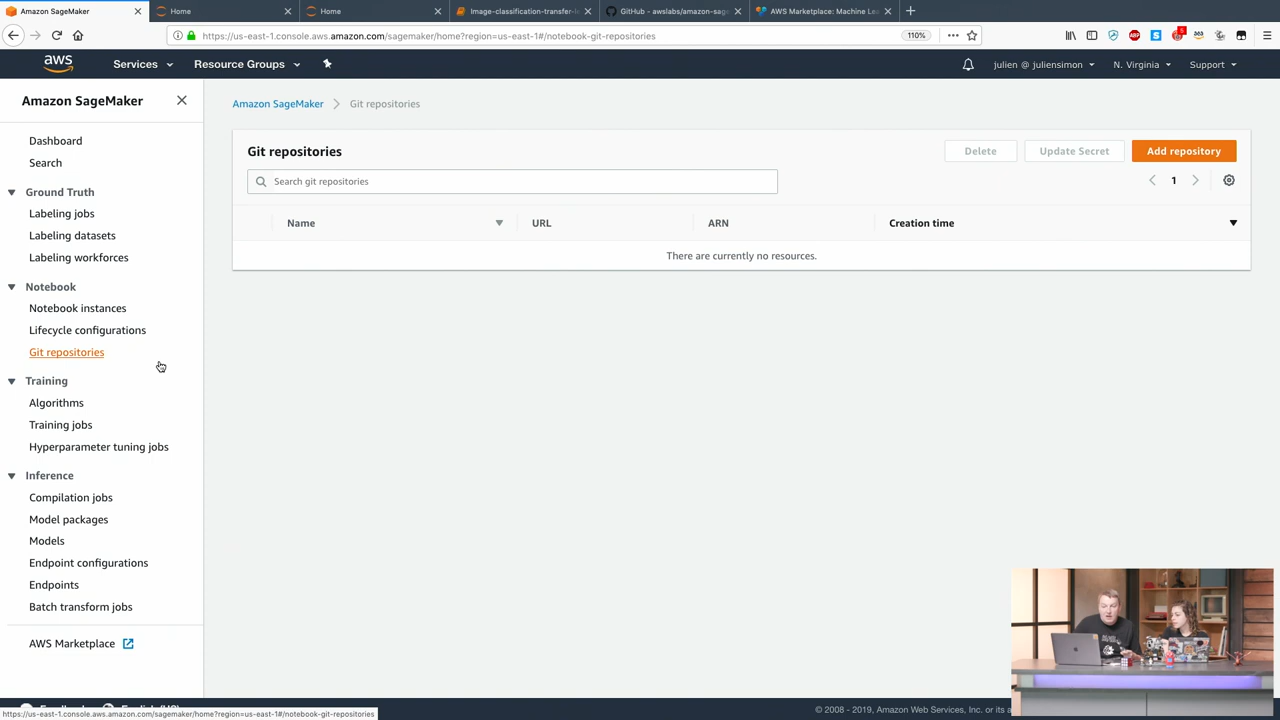 Amazon SageMaker
Home
Home
Image-classification-transfer-le
GitHub - awslabs/amazon-sage
AWS Marketplace: Machine Lea
https://us-east-1.console.aws.amazon.com/sagemaker/home?region=us-east-1#/notebook-git-repositories
110%
aws
Services
Resource Groups
julien @ juliensimon
N. Virginia
Support
Amazon SageMaker
Dashboard
Search
Ground Truth
Labeling jobs
Labeling datasets
Labeling workforces
Notebook
Notebook instances
Lifecycle configurations
Git repositories
Training
Algorithms
Training jobs
Hyperparameter tuning jobs
Inference
Compilation jobs
Model packages
Models
Endpoint configurations
Endpoints
Batch transform jobs
AWS Marketplace
Amazon SageMaker
Git repositories
Git repositories
Delete
Update Secret
Add repository
Search git repositories
1
Name
URL
ARN
Creation time
There are currently no resources.
https://us-east-1.console.aws.amazon.com/sagemaker/home?region=us-east-1#/notebook-git-repositories
© 2008 - 2019, Amazon Web Services, Inc. or its